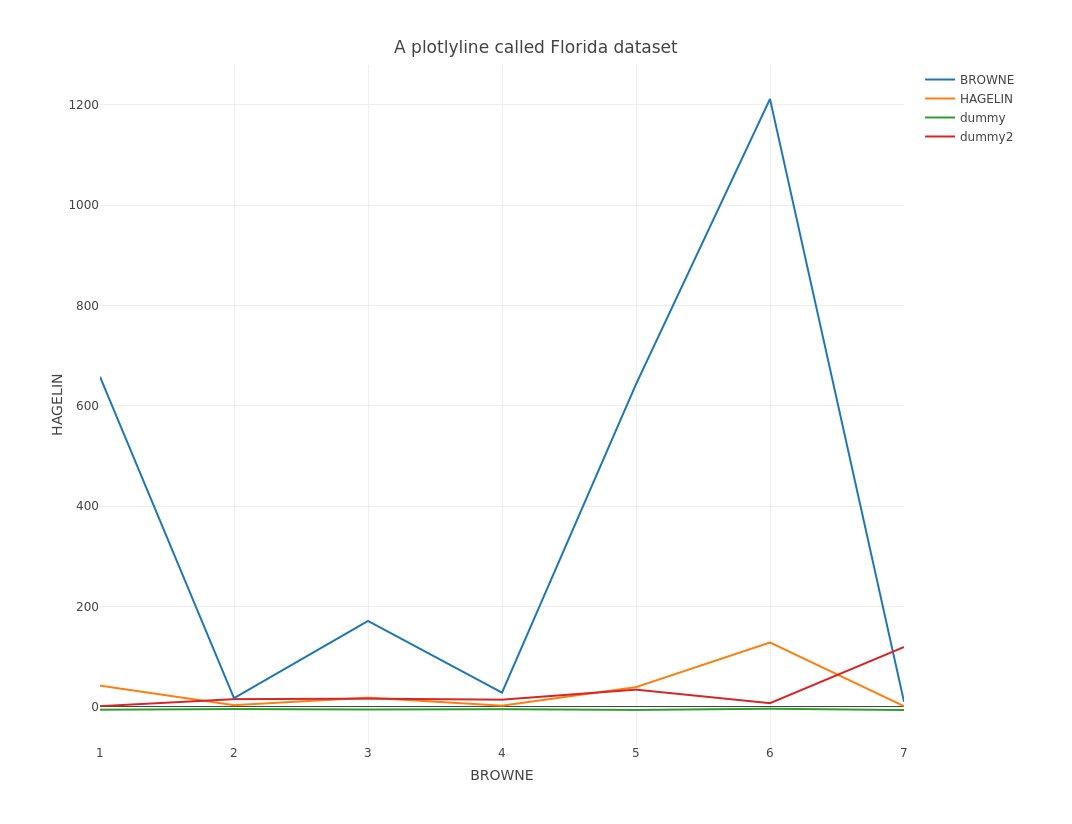 A plotlyline called Florida dataset
BROWNE
HAGELIN
dummy
dummy2
HAGELIN
1200
1000
800
600
400
200
0
1 2 3 4 5 6 7
BROWNE